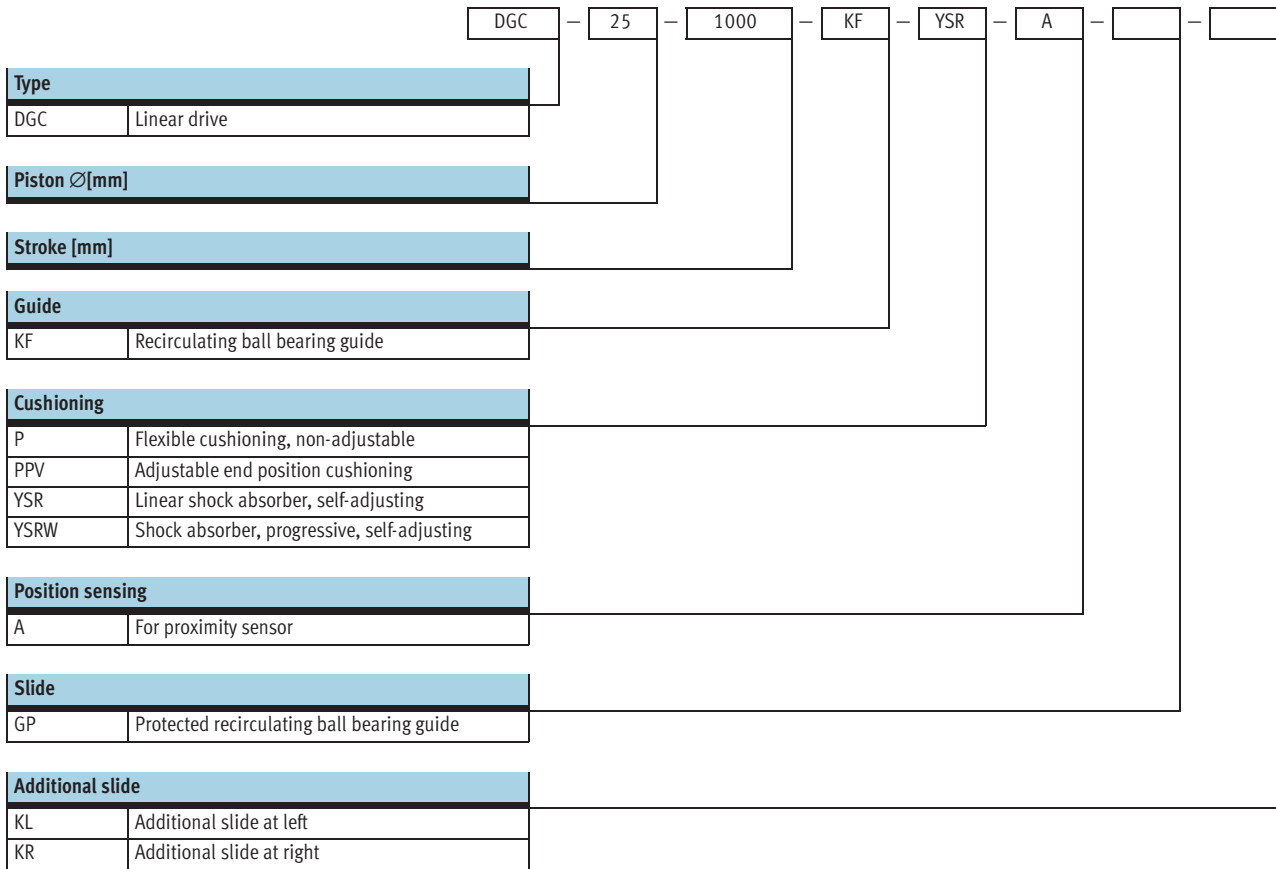 DGC – 25 – 1000 – KF – YSR – A – –
Type
DGC Linear drive
Piston ∅[mm]
Stroke [mm]
Guide
KF Recirculating ball bearing guide
Cushioning
P Flexible cushioning, non-adjustable
PPV Adjustable end position cushioning
YSR Linear shock absorber, self-adjusting
YSRW Shock absorber, progressive, self-adjusting
Position sensing
A For proximity sensor
Slide
GP Protected recirculating ball bearing guide
Additional slide
KL Additional slide at left
KR Additional slide at right